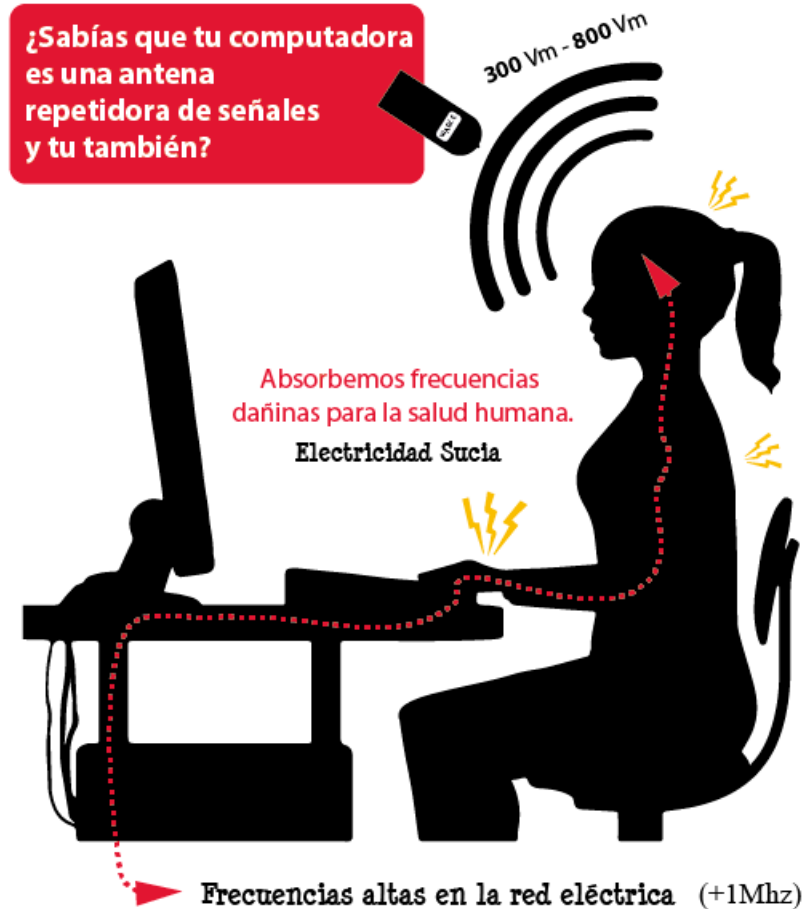 ¿Sabías que tu computadora
es una antena
repetidora de señales
y tu también?
300 Vm - 800 Vm
Absorbemos frecuencias
dañinas para la salud humana.
Electricidad Sucia
Frecuencias altas en la red eléctrica (+1Mhz)